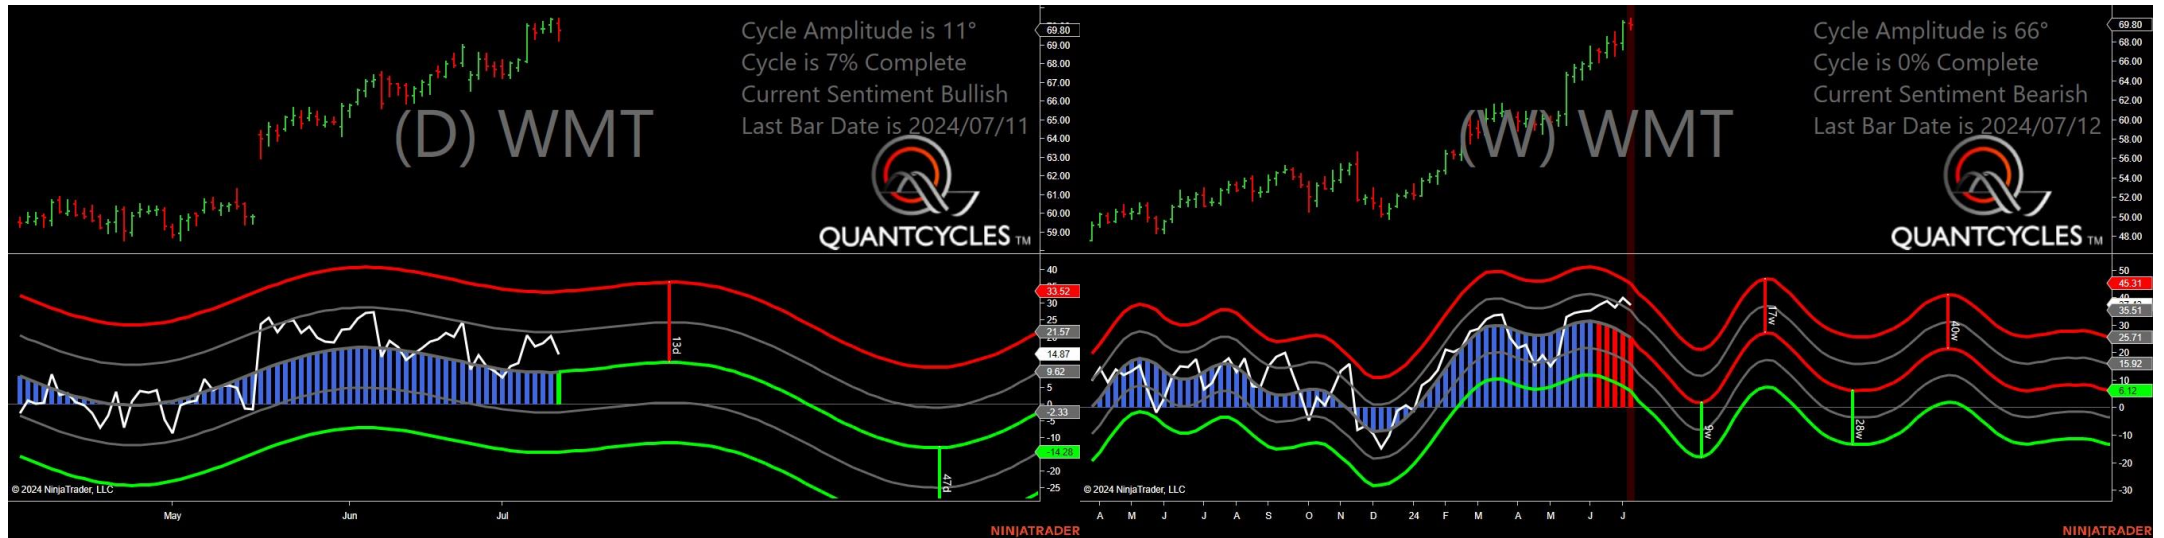 Cycle Amplitude is 11°
Cycle is 7% Complete
Current Sentiment Bullish
Last Bar Date is 2024/07/11
(D) WMT
QUANTCYCLES TM
69.80
69.00
68.00
67.00
66.00
65.00
64.00
63.00
62.00
61.00
60.00
59.00
40
33.52
30
25
21.57
14.87
9.62
5
0
-2.33
-5
-10
-14.28
-20
-25
13d
47d
© 2024 NinjaTrader, LLC
May Jun Jul
NINJATRADER
Cycle Amplitude is 66°
Cycle is 0% Complete
Current Sentiment Bearish
Last Bar Date is 2024/07/12
(W) WMT
QUANTCYCLES TM
69.80
68.00
66.00
64.00
62.00
60.00
58.00
56.00
54.00
52.00
50.00
48.00
50
45.31
35.51
30
25.71
20
15.92
10
6.12
0
-10
-20
-30
9w
17w
28w
40w
© 2024 NinjaTrader, LLC
A M J J A S O N D 24 F M A M J J
NINJATRADER